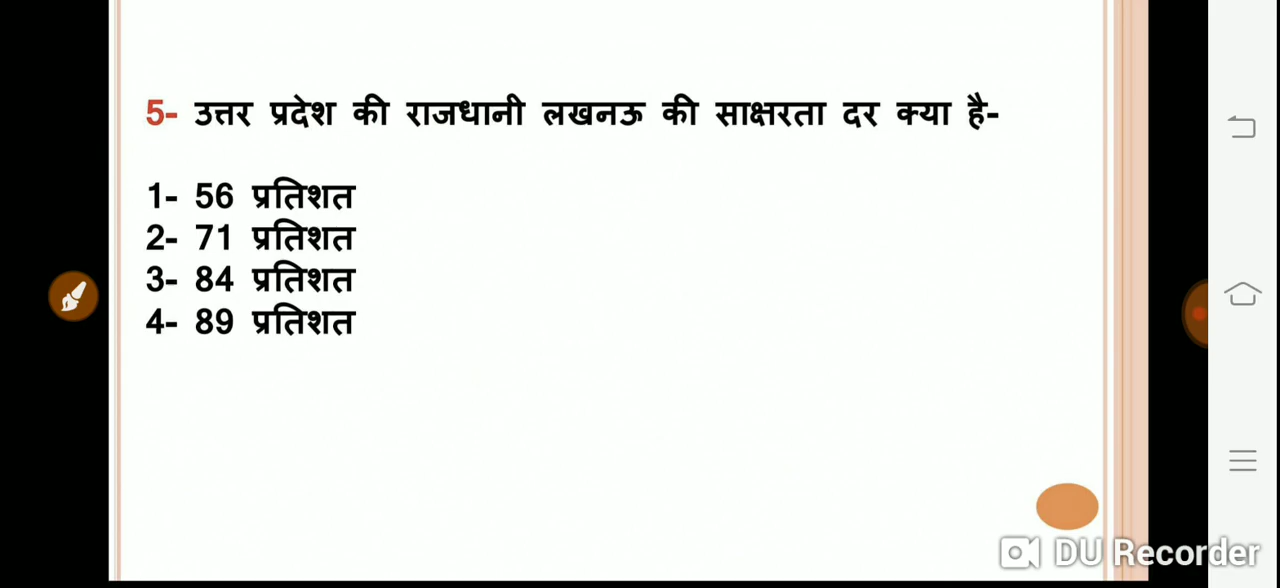 5- उत्तर प्रदेश की राजधानी लखनऊ की साक्षरता दर क्या है-
1- 56 प्रतिशत
2- 71 प्रतिशत
3- 84 प्रतिशत
4- 89 प्रतिशत
DU Recorder